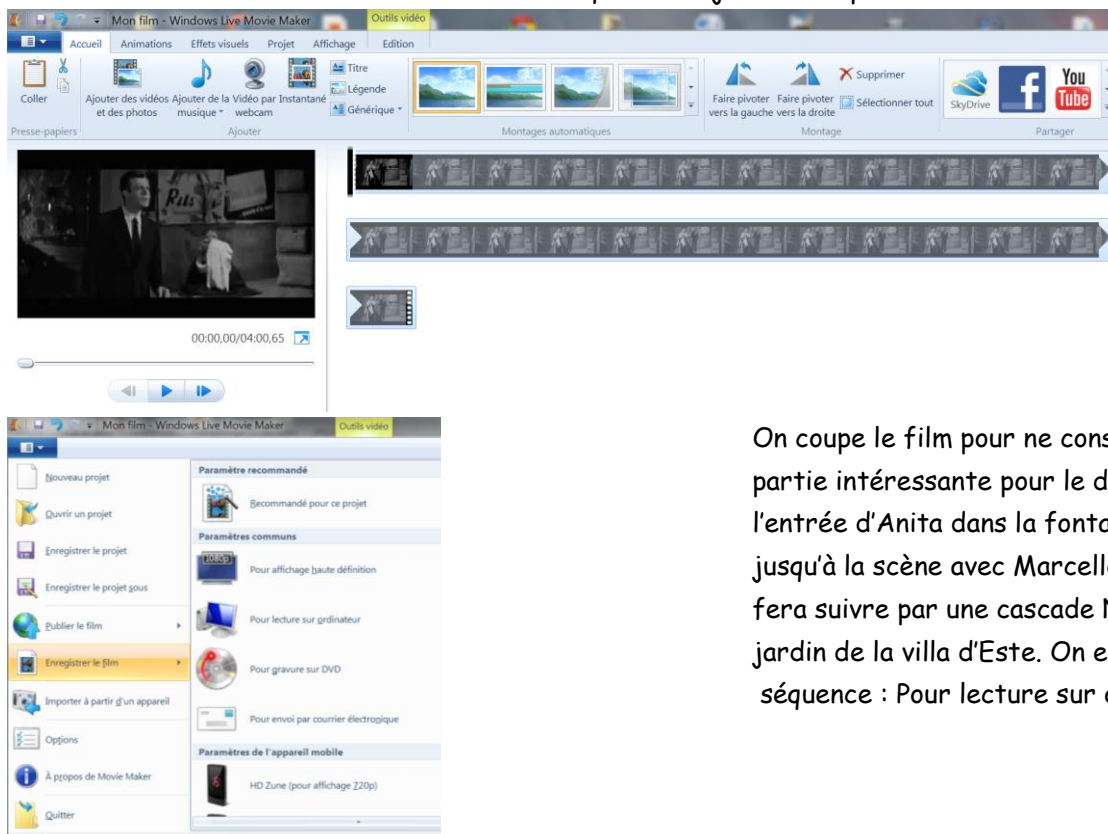 Mon film - Windows Live Movie Maker
Outils vidéo
Accueil Animations Effets visuels Projet Affichage Edition
Coller
Ajouter des vidéos et des photos
Ajouter de la musique
Vidéo par webcam
Instantané
Titre
Légende
Générique
Faire pivoter vers la gauche
Faire pivoter vers la droite
Supprimer
Sélectionner tout
SkyDrive
f
You Tube
Presse-papiers
Ajouter
Montages automatiques
Montage
Partager
00:00,00/04:00,65
Mon film - Windows Live Movie Maker
Outils vidéo
Nouveau projet
Ouvrir un projet
Enregistrer le projet
Enregistrer le projet sous
Publier le film
Enregistrer le film
Importer à partir d'un appareil
Options
À propos de Movie Maker
Quitter
Paramètre recommandé
Recommandé pour ce projet
Paramètres communs
1080p
Pour affichage haute définition
Pour lecture sur ordinateur
Pour gravure sur DVD
Pour envoi par courrier électronique
Paramètres de l'appareil mobile
HD Zune (pour affichage 720p)
On coupe le film pour ne
partie intéressante pour le
l'entrée d'Anita dans la
jusqu'à la scène avec
fera suivre par une cascade
jardin de la villa d'Este. On
séquence : Pour lecture sur